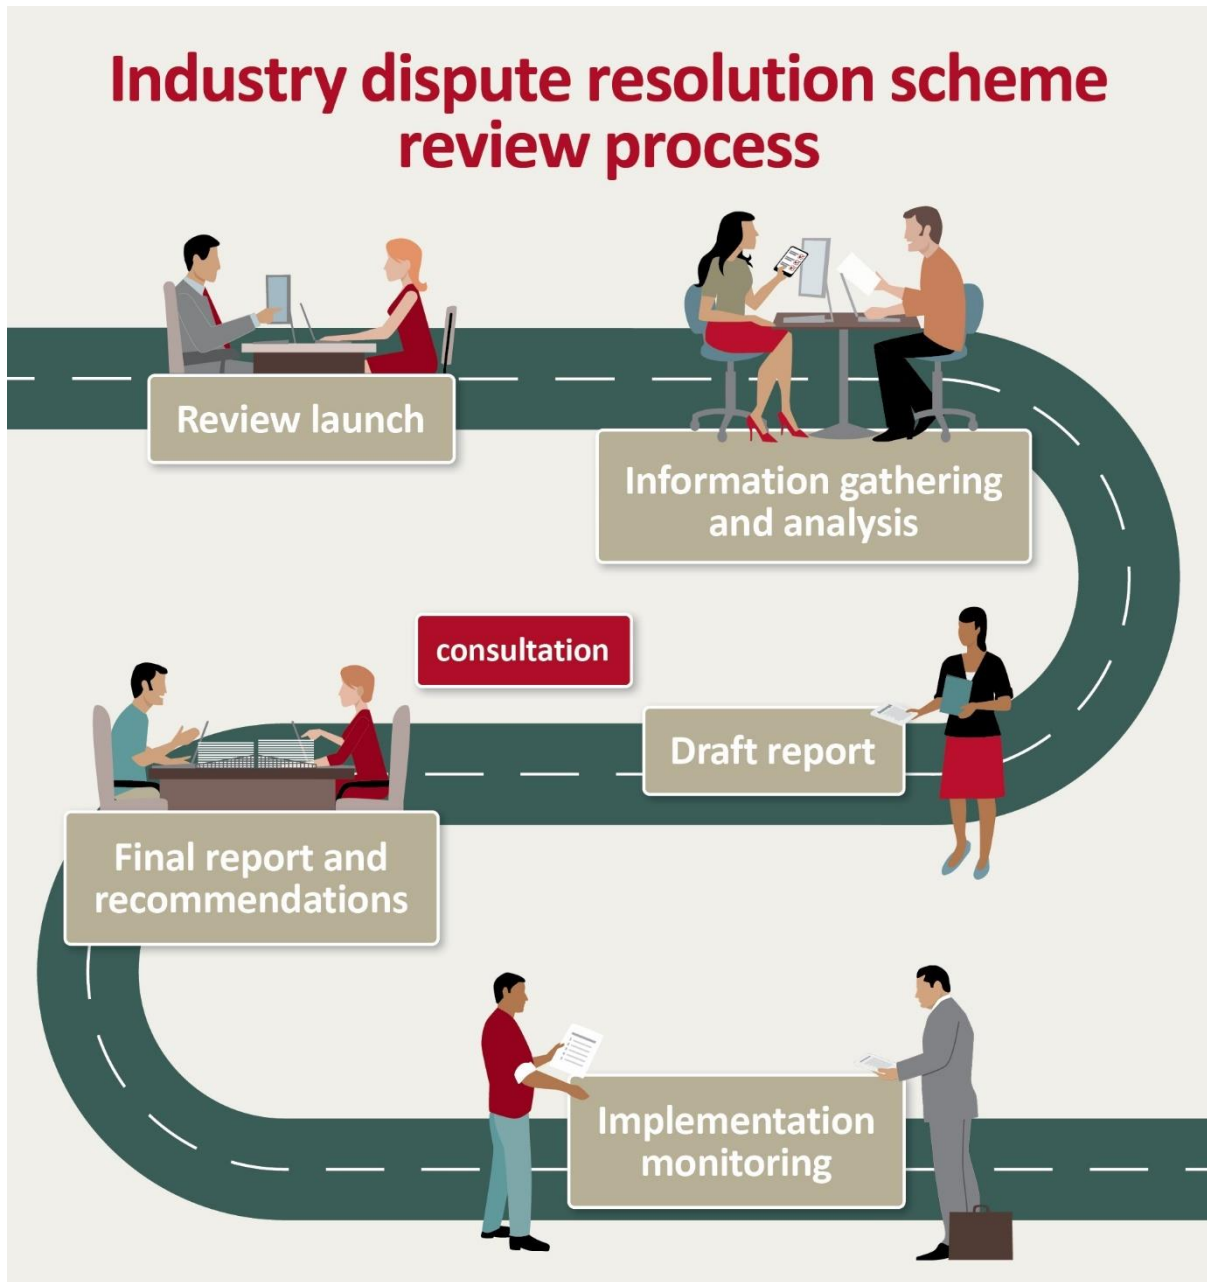 Industry dispute resolution scheme
review process
Review launch
Information gathering
and analysis
consultation
Draft report
Final report and
recommendations
Implementation
monitoring